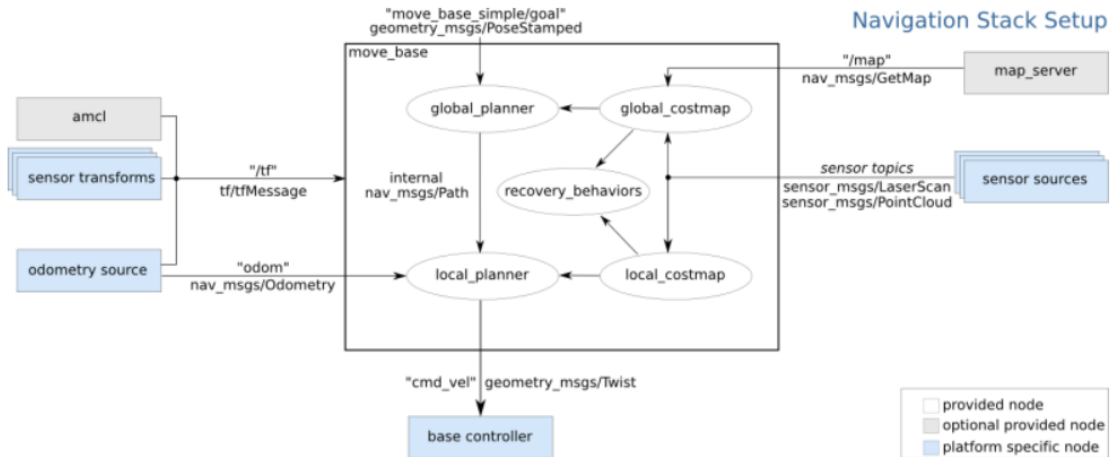 Navigation Stack Setup
"move_base_simple/goal"
geometry_msgs/PoseStamped
move_base
"/map"
nav_msgs/GetMap
map_server
amcl
global_planner
global_costmap
sensor transforms
"/tf"
tf/tfMessage
internal
nav_msgs/Path
recovery_behaviors
sensor topics
sensor_msgs/LaserScan
sensor_msgs/PointCloud
sensor sources
odometry source
"odom"
nav_msgs/Odometry
local_planner
local_costmap
"cmd_vel" geometry_msgs/Twist
base controller
provided node
optional provided node
platform specific node